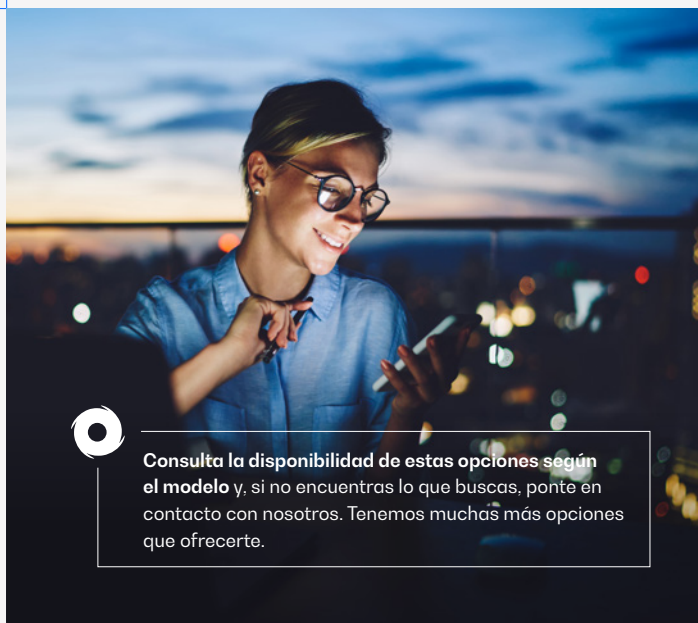 Consulta la disponibilidad de estas opciones según
el modelo y, si no encuentras lo que buscas, ponte en
contacto con nosotros. Tenemos muchas más opciones
que ofrecerte.